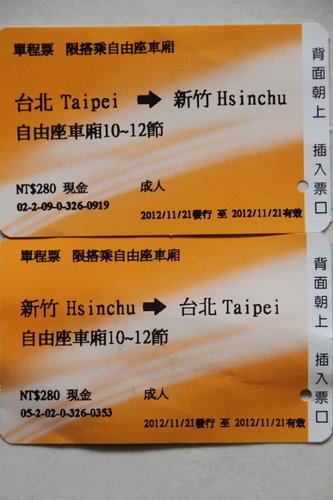 單程票 限搭乘自由座車廂
台北 Taipei → 新竹 Hsinchu
自由座車廂10~12節
NT$280 現金 成人
02-2-09-0-326-0919
2012/11/21發行 至 2012/11/21有效
背面朝上 插入票口
單程票 限搭乘自由座車廂
新竹 Hsinchu → 台北 Taipei
自由座車廂10~12節
NT$280 現金 成人
05-2-02-0-326-0353
2012/11/21發行 至 2012/11/21有效
背面朝上 插入票口